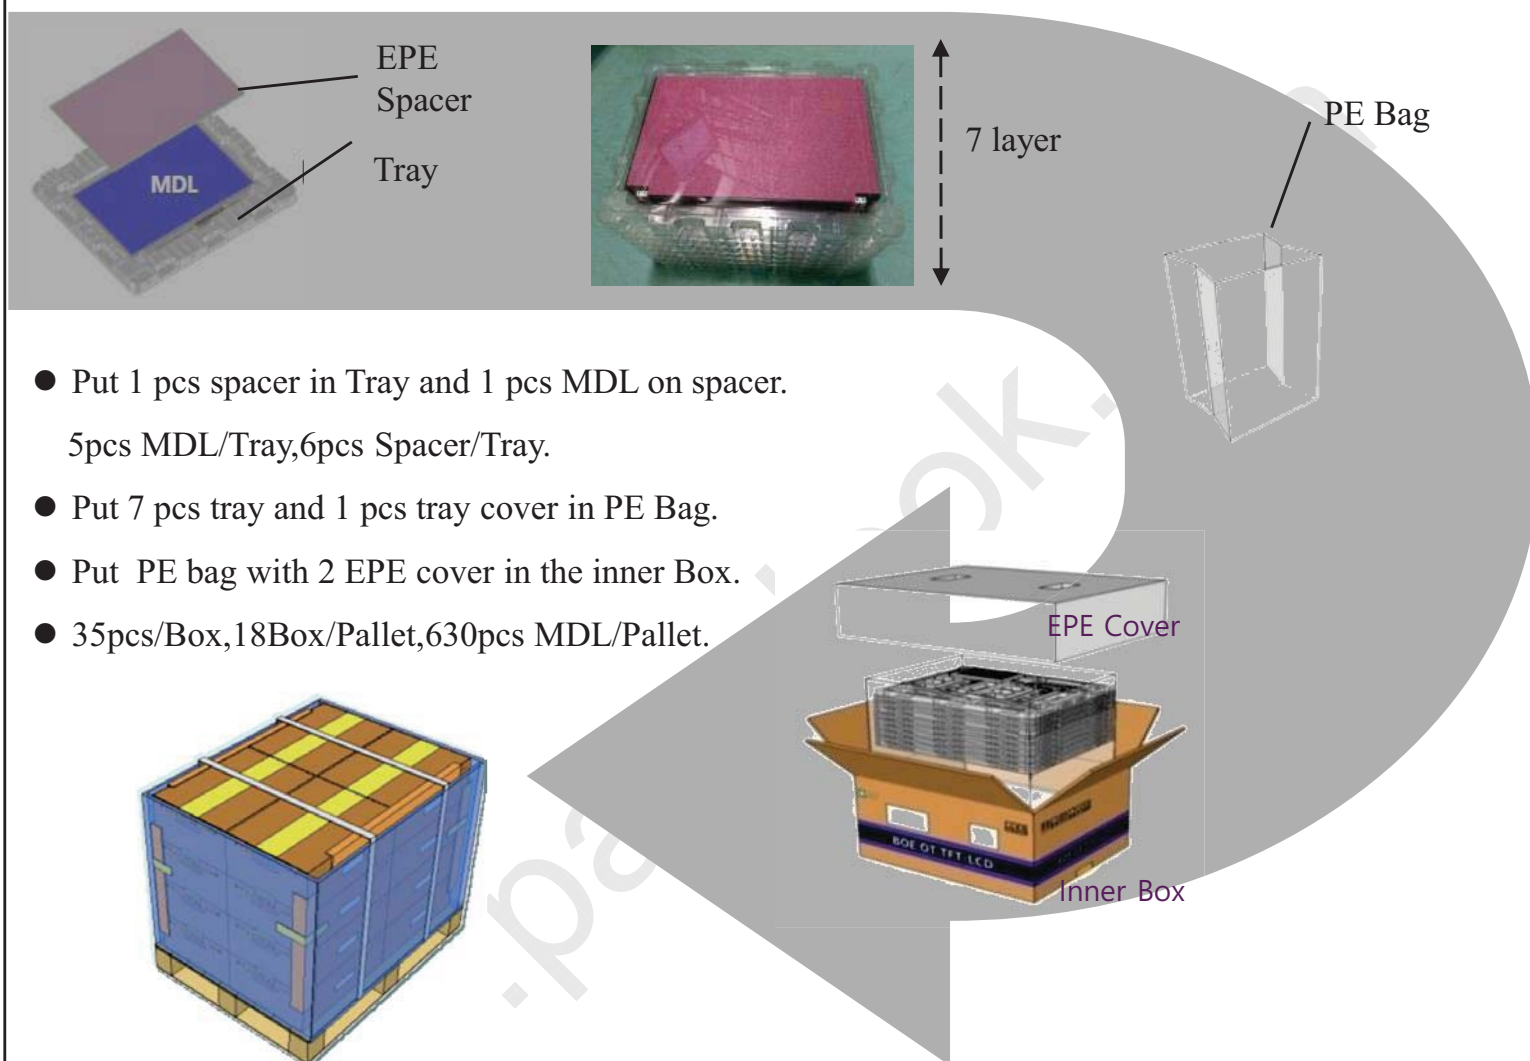 EPE
Spacer
Tray
MDL
7 layer
PE Bag
● Put 1 pcs spacer in Tray and 1 pcs MDL on spacer.
5pcs MDL/Tray,6pcs Spacer/Tray.
● Put 7 pcs tray and 1 pcs tray cover in PE Bag.
● Put PE bag with 2 EPE cover in the inner Box.
● 35pcs/Box,18Box/Pallet,630pcs MDL/Pallet.
EPE Cover
BOE OT TFT-LCD
Inner Box